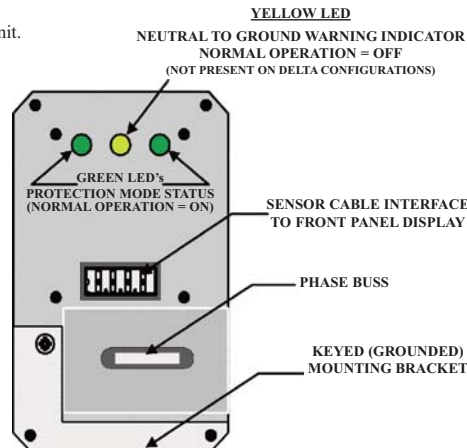 nit.
YELLOW LED
NEUTRAL TO GROUND WARNING INDICATOR
NORMAL OPERATION = OFF
(NOT PRESENT ON DELTA CONFIGURATIONS)
GREEN LED's
PROTECTION MODE STATUS
(NORMAL OPERATION = ON)
SENSOR CABLE INTERFACE
TO FRONT PANEL DISPLAY
PHASE BUSS
KEYED (GROUNDED)
MOUNTING BRACKET